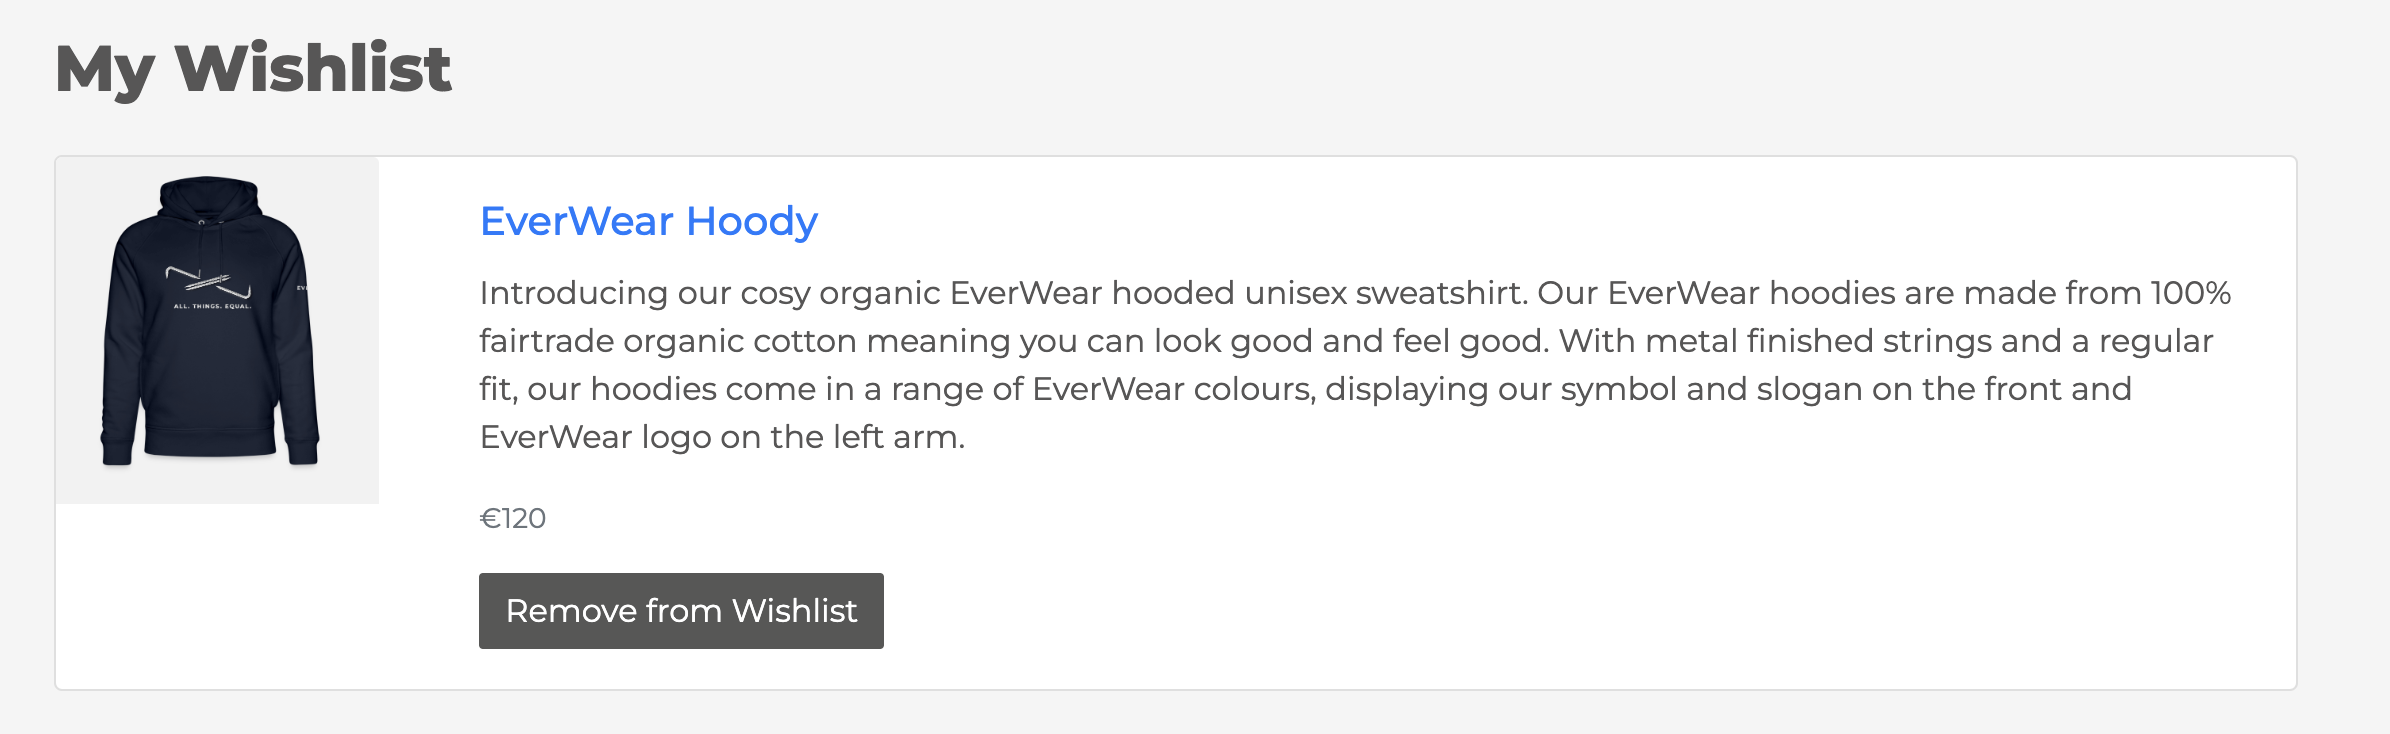 My Wishlist
ALL. THINGS. EQUAL.
EV
EverWear Hoody
Introducing our cosy organic EverWear hooded unisex sweatshirt. Our EverWear hoodies are made from 100%
fairtrade organic cotton meaning you can look good and feel good. With metal finished strings and a regular
fit, our hoodies come in a range of EverWear colours, displaying our symbol and slogan on the front and
EverWear logo on the left arm.
€120
Remove from Wishlist